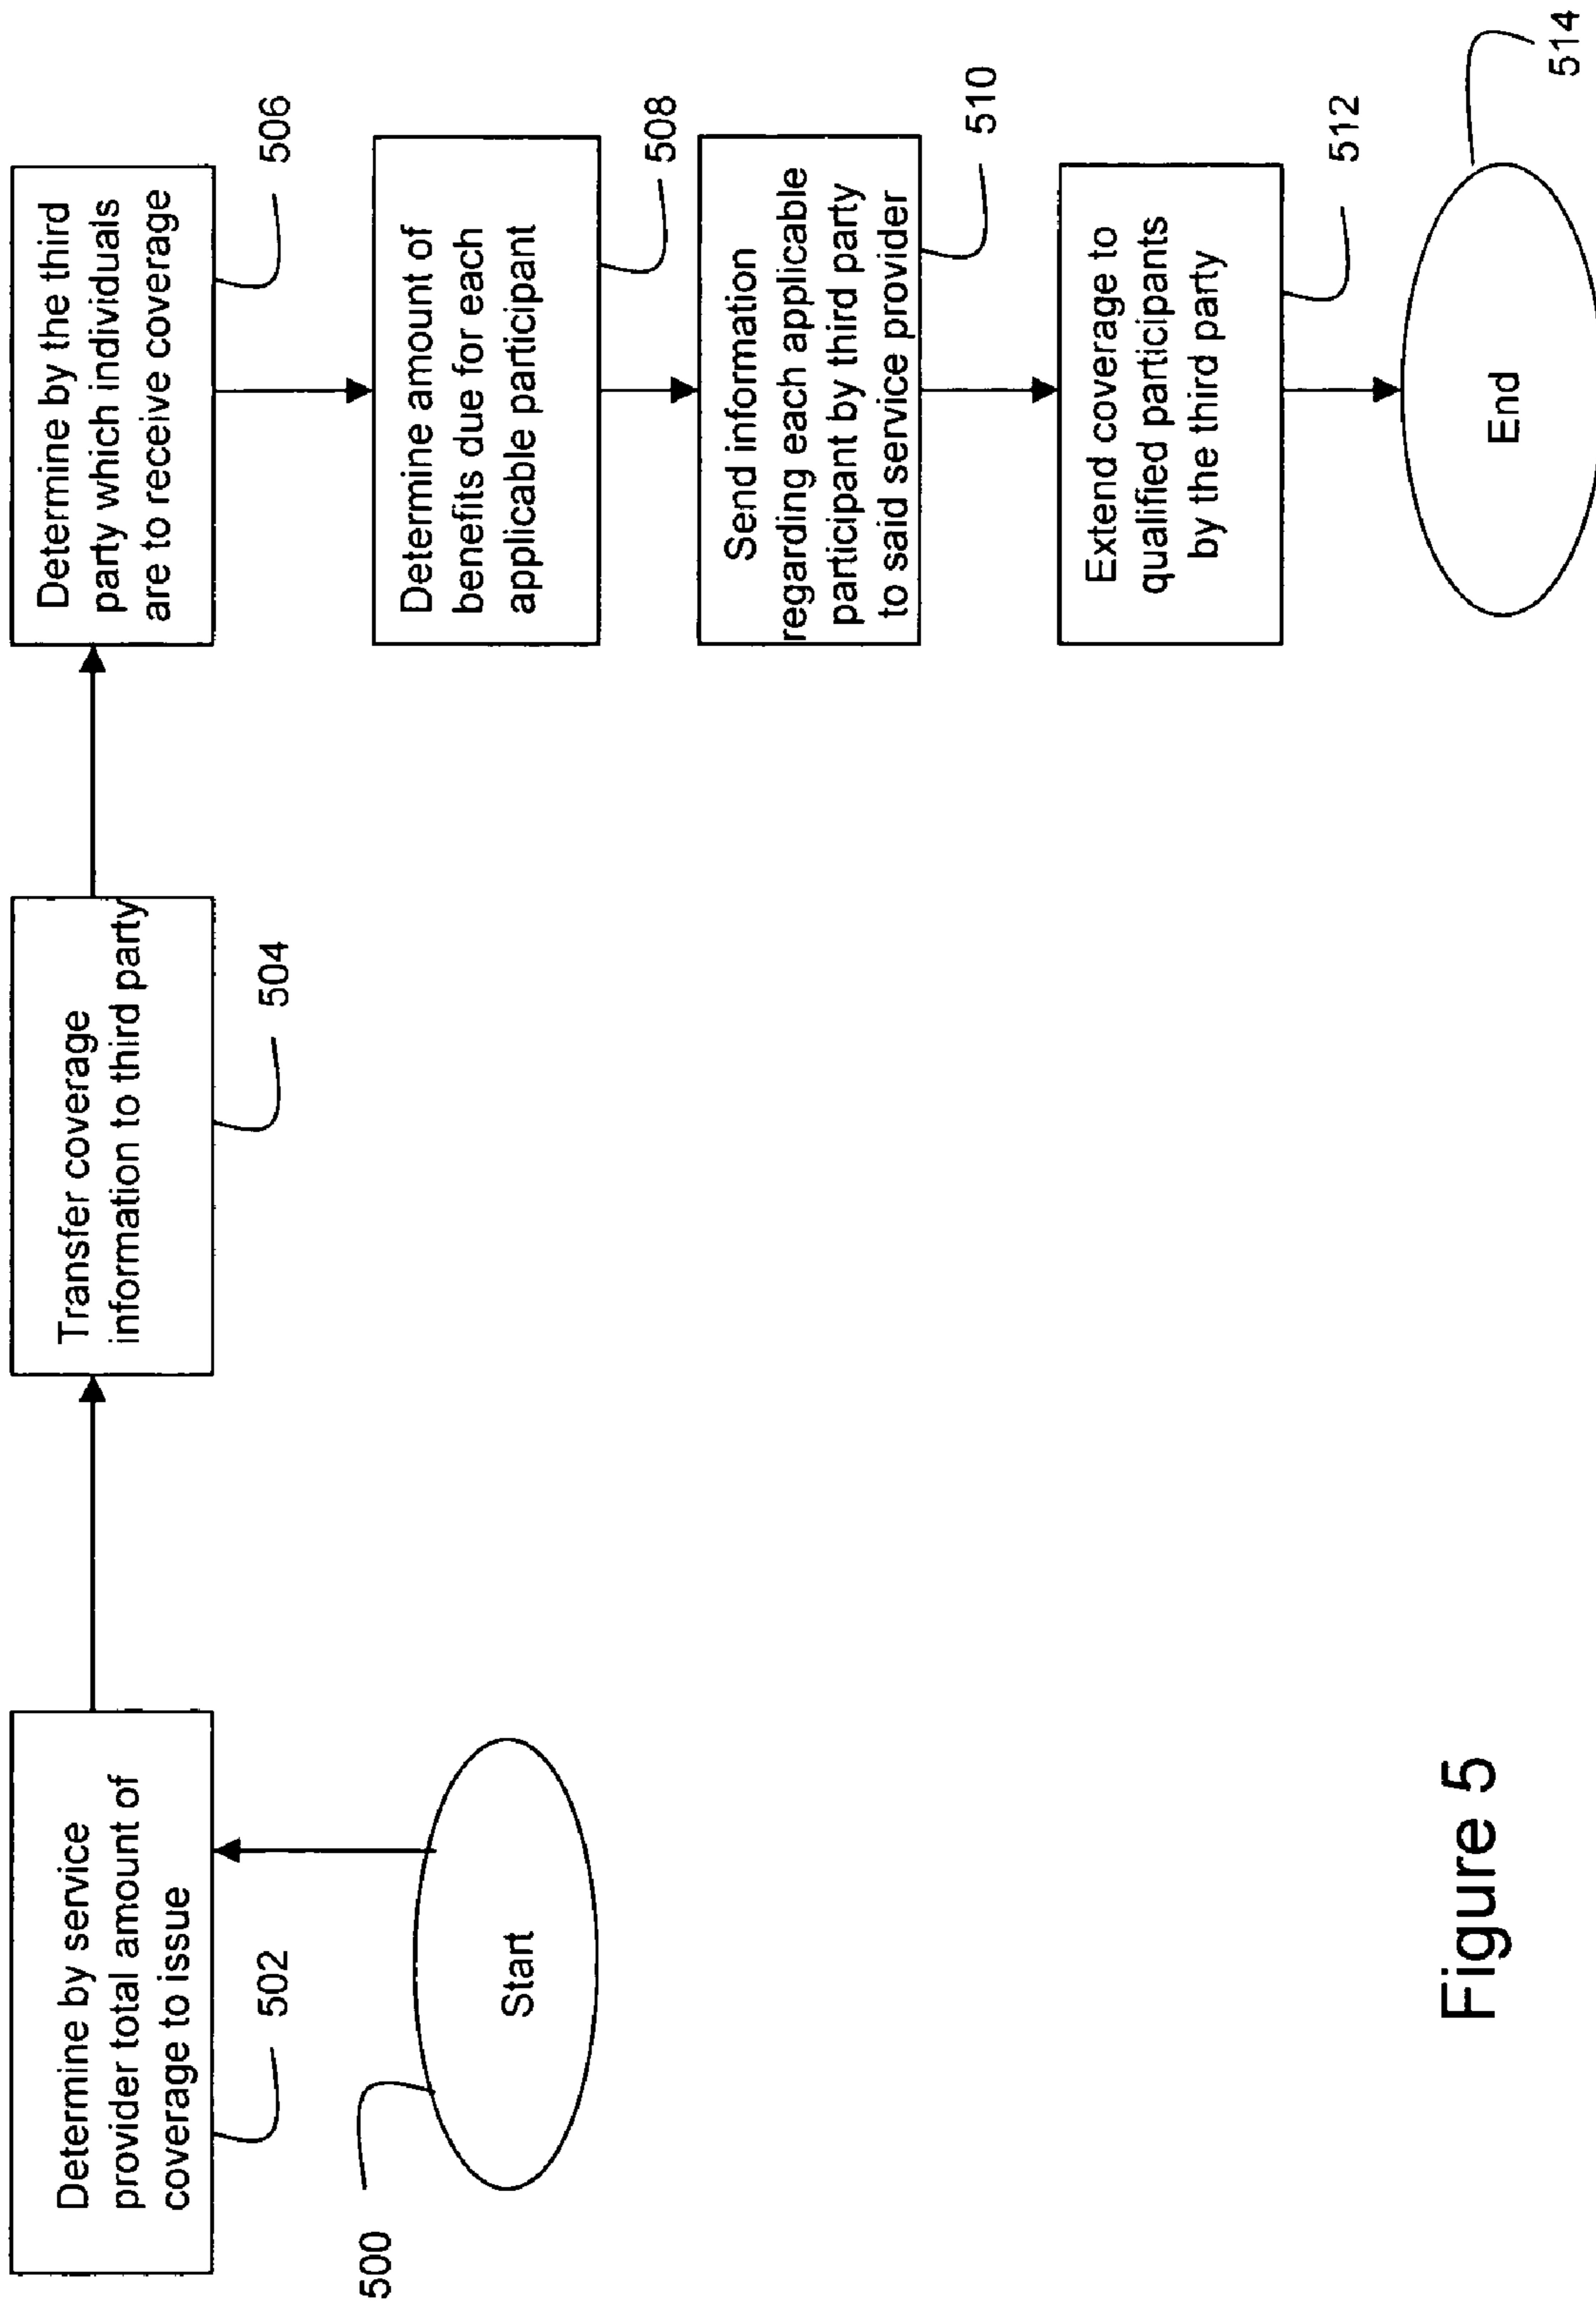 Determine by service
provider total amount of
coverage to issue
502
Start
500
Transfer coverage
information to third party
504
Determine by the third
party which individuals
are to receive coverage
506
Determine amount of
benefits due for each
applicable participant
508
Send information
regarding each applicable
participant by third party
to said service provider
510
Extend coverage to
qualified participants
by the third party
512
End
514
Figure 5